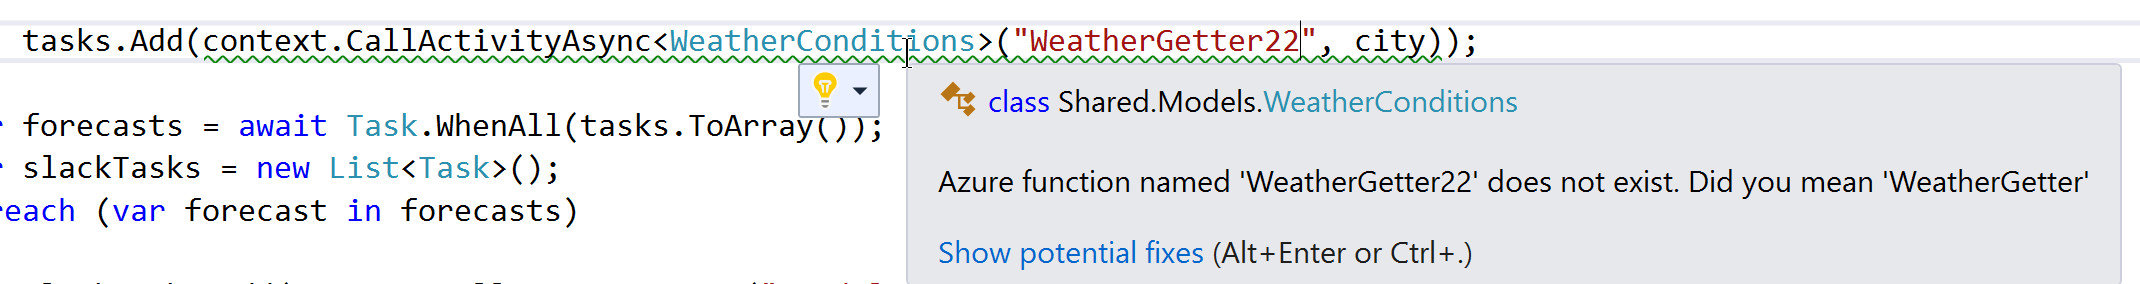 tasks.Add(context.CallActivityAsync<WeatherConditions>("WeatherGetter22", city));
class Shared.Models.WeatherConditions
forecasts = await Task.WhenAll(tasks.ToArray());
slackTasks = new List<Task>();
Azure function named 'WeatherGetter22' does not exist. Did you mean 'WeatherGetter'
reach (var forecast in forecasts)
Show potential fixes (Alt+Enter or Ctrl+.)